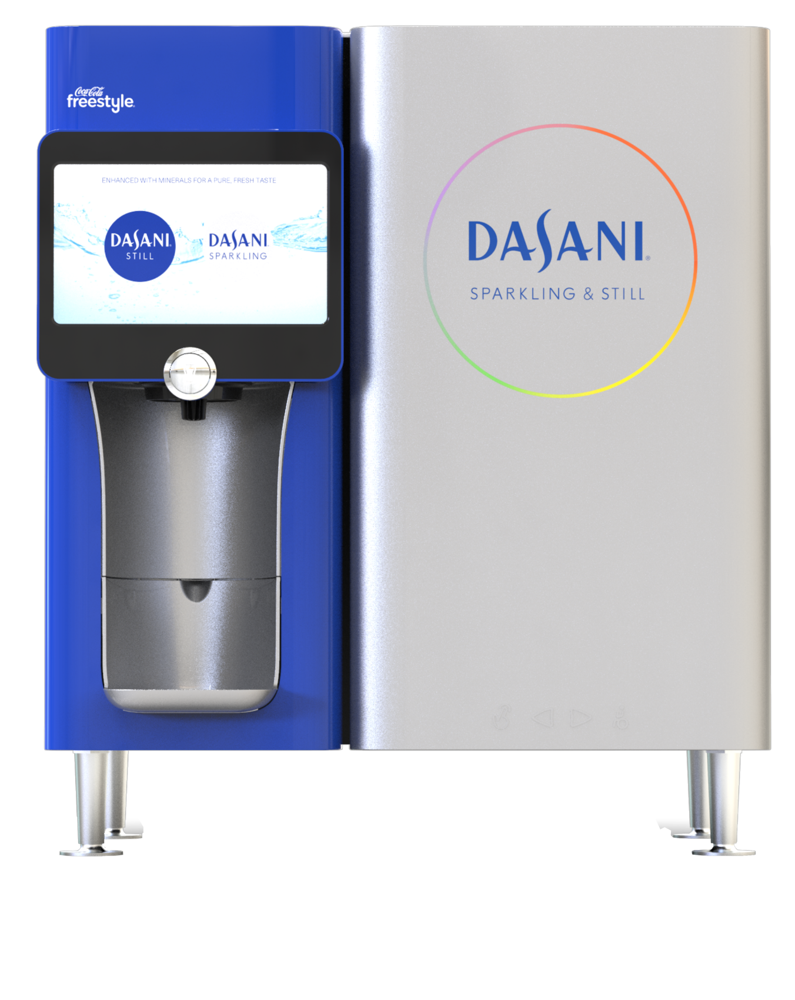 Coca-Cola
freestyle
ENHANCED WITH MINERALS FOR A PURE, FRESH TASTE
DASANI®
STILL
DASANI
SPARKLING
DASANI®
SPARKLING & STILL